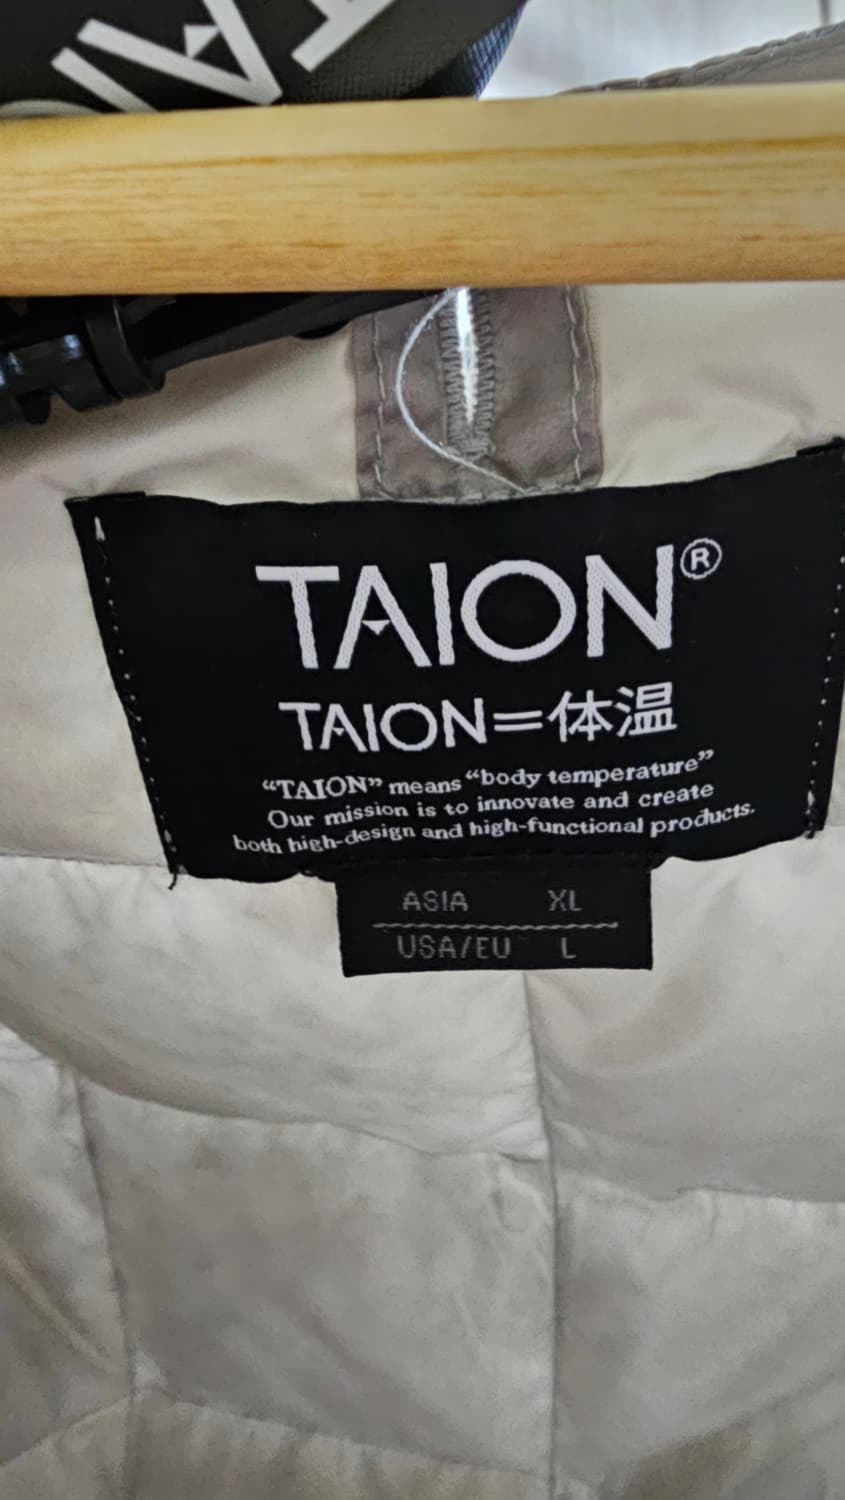 TAION®
TAION=体温
“TAION” means “body temperature”
Our mission is to innovate and create
both high-design and high-functional products.
ASIA XL
USA/EU L